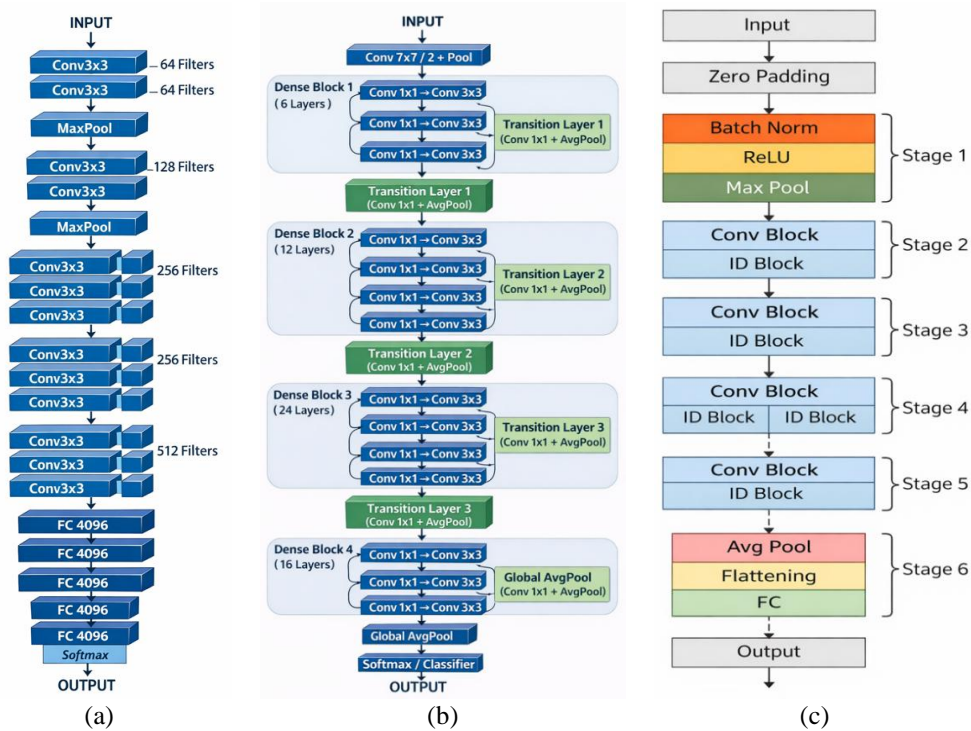 INPUT
Conv3x3
64 Filters
Conv3x3
64 Filters
MaxPool
Conv3x3
128 Filters
Conv3x3
MaxPool
Conv3x3
256 Filters
Conv3x3
Conv3x3
Conv3x3
256 Filters
Conv3x3
Conv3x3
Conv3x3
512 Filters
Conv3x3
Conv3x3
FC 4096
FC 4096
FC 4096
FC 4096
FC 4096
Softmax
OUTPUT
(a)
INPUT
Conv 7x7 / 2 + Pool
Dense Block 1
(6 Layers)
Conv 1x1 → Conv 3x3
Conv 1x1 → Conv 3x3
Conv 1x1 → Conv 3x3
Transition Layer 1
(Conv 1x1 + AvgPool)
Transition Layer 1
(Conv 1x1 + AvgPool)
Dense Block 2
(12 Layers)
Conv 1x1 → Conv 3x3
Conv 1x1 → Conv 3x3
Conv 1x1 → Conv 3x3
Conv 1x1 → Conv 3x3
Transition Layer 2
(Conv 1x1 + AvgPool)
Transition Layer 2
(Conv 1x1 + AvgPool)
Dense Block 3
(24 Layers)
Conv 1x1 → Conv 3x3
Conv 1x1 → Conv 3x3
Conv 1x1 → Conv 3x3
Conv 1x1 → Conv 3x3
Transition Layer 3
(Conv 1x1 + AvgPool)
Transition Layer 3
(Conv 1x1 + AvgPool)
Dense Block 4
(16 Layers)
Conv 1x1 → Conv 3x3
Conv 1x1 → Conv 3x3
Conv 1x1 → Conv 3x3
Global AvgPool
(Conv 1x1 + AvgPool)
Global AvgPool
Softmax / Classifier
OUTPUT
(b)
Input
Zero Padding
Batch Norm
ReLU
Max Pool
Stage 1
Conv Block
ID Block
Stage 2
Conv Block
ID Block
Stage 3
Conv Block
ID Block ID Block
Stage 4
Conv Block
ID Block
Stage 5
Avg Pool
Flattening
FC
Stage 6
Output
(c)